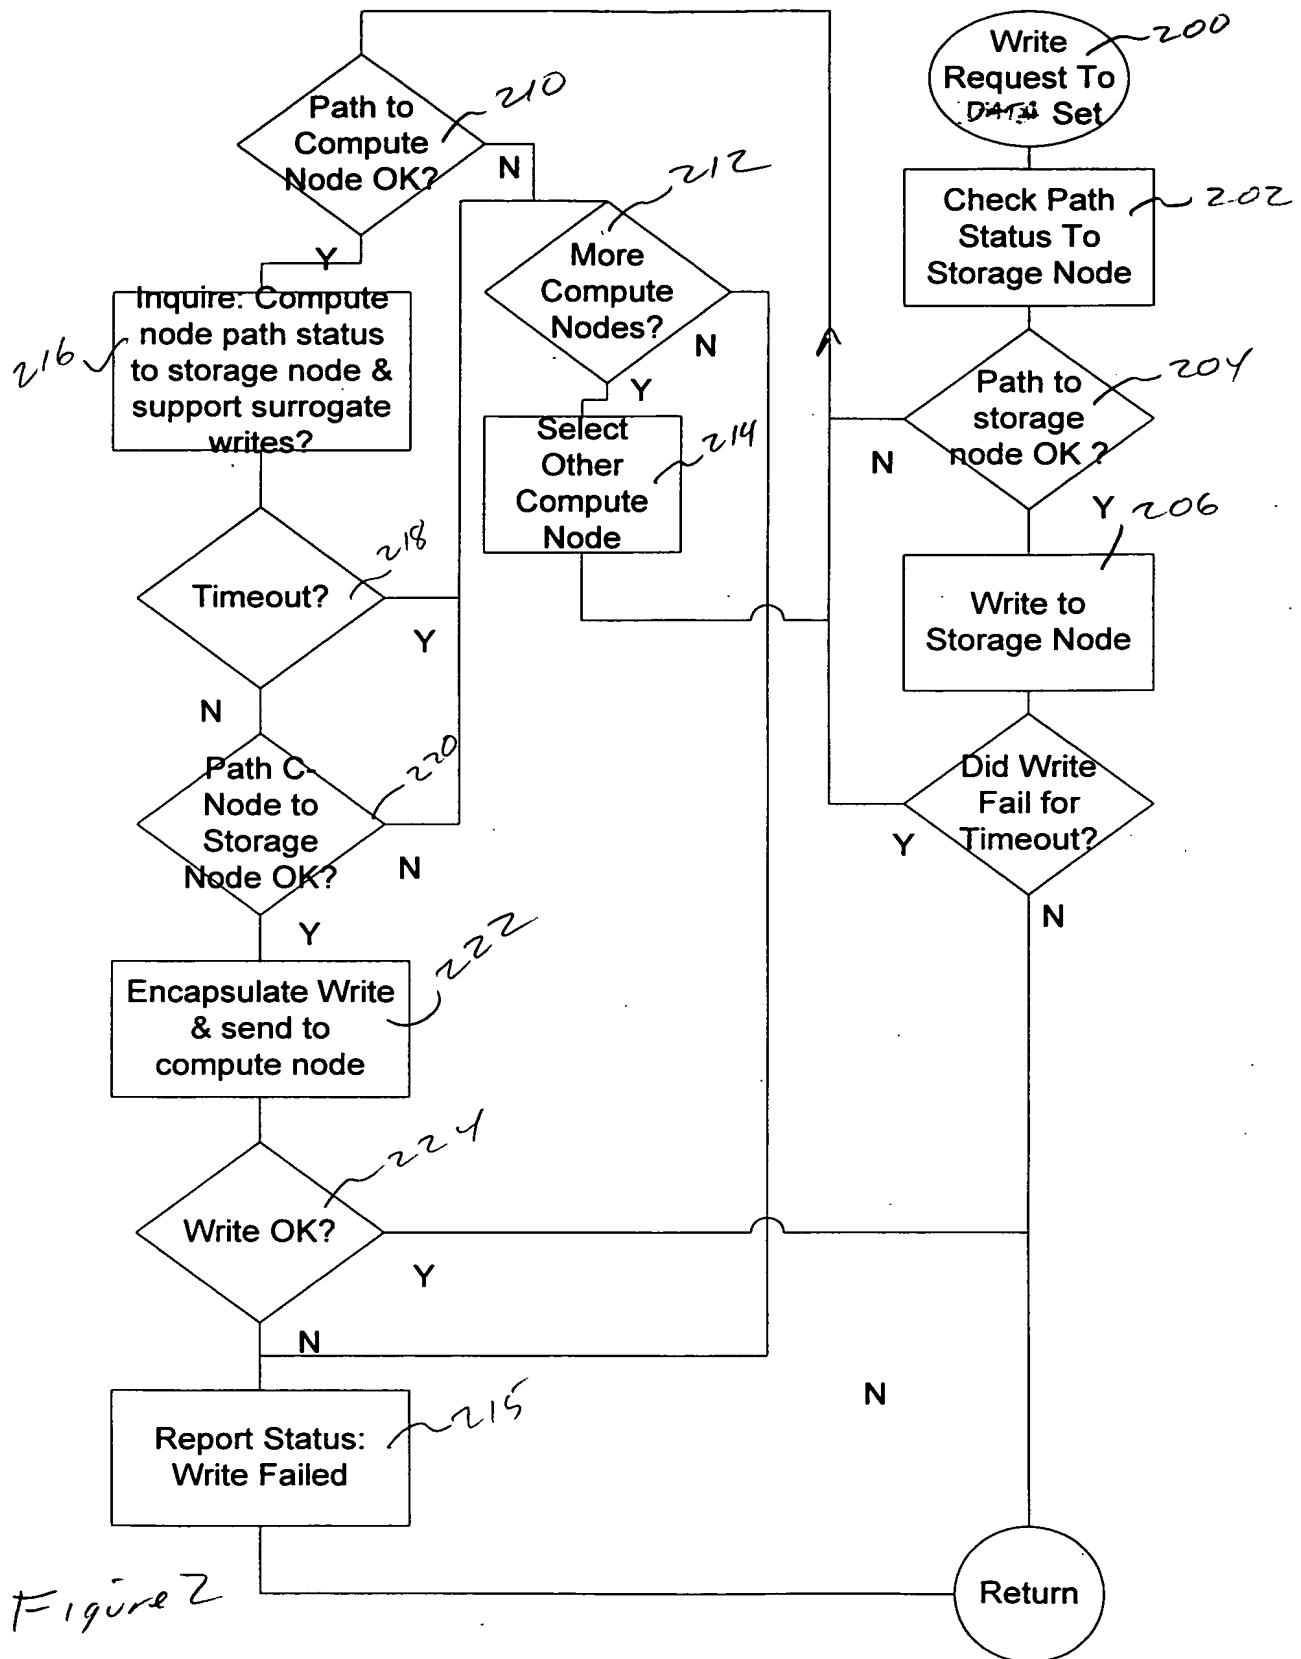 Write
Request To
DATA Set
200
Check Path
Status To
Storage Node
202
Path to
storage
node OK ?
204
N
Y
206
Write to
Storage Node
Did Write
Fail for
Timeout?
Y
N
Path to
Compute
Node OK?
210
N
Y
More
Compute
Nodes?
212
N
Y
Select
Other
Compute
Node
214
Inquire: Compute
node path status
to storage node &
support surrogate
writes?
216
Timeout?
218
Y
N
Path C-
Node to
Storage
Node OK?
220
N
Y
Encapsulate Write
& send to
compute node
222
Write OK?
224
Y
N
Report Status:
Write Failed
215
N
Return
Figure 2